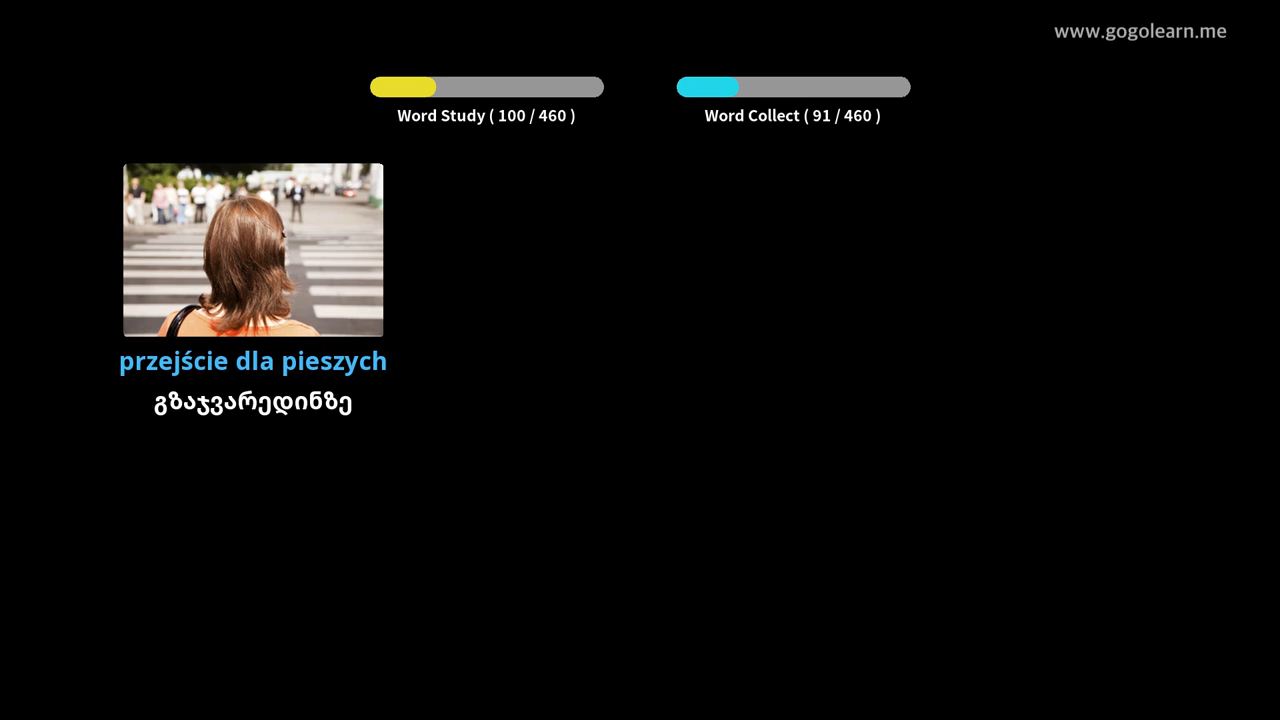 www.gogolearn.me
Word Study ( 100 / 460 )
Word Collect ( 91 / 460 )
przejście dla pieszych
გზაჯვარედინზე